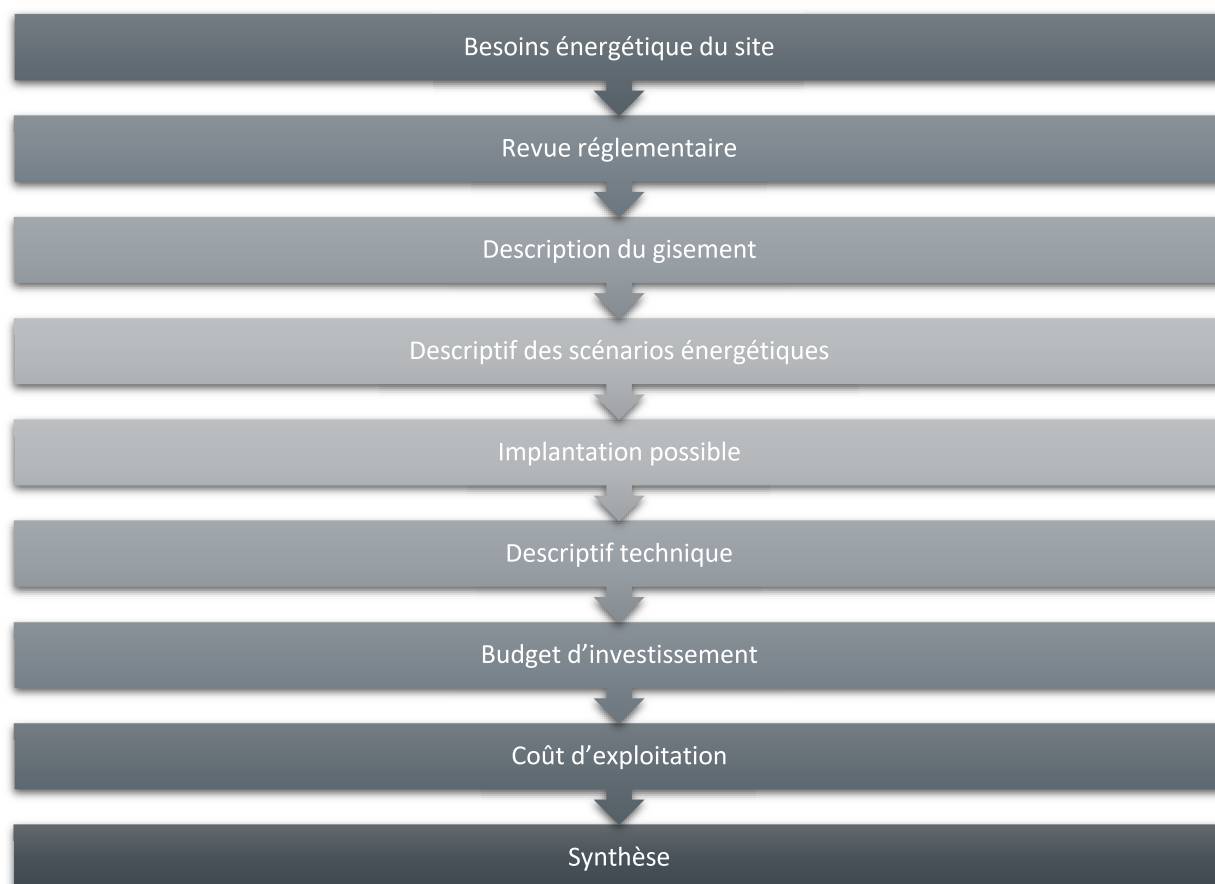 Besoins énergétique du site
Revue réglementaire
Description du gisement
Descriptif des scénarios énergétiques
Implantation possible
Descriptif technique
Budget d’investissement
Coût d’exploitation
Synthèse